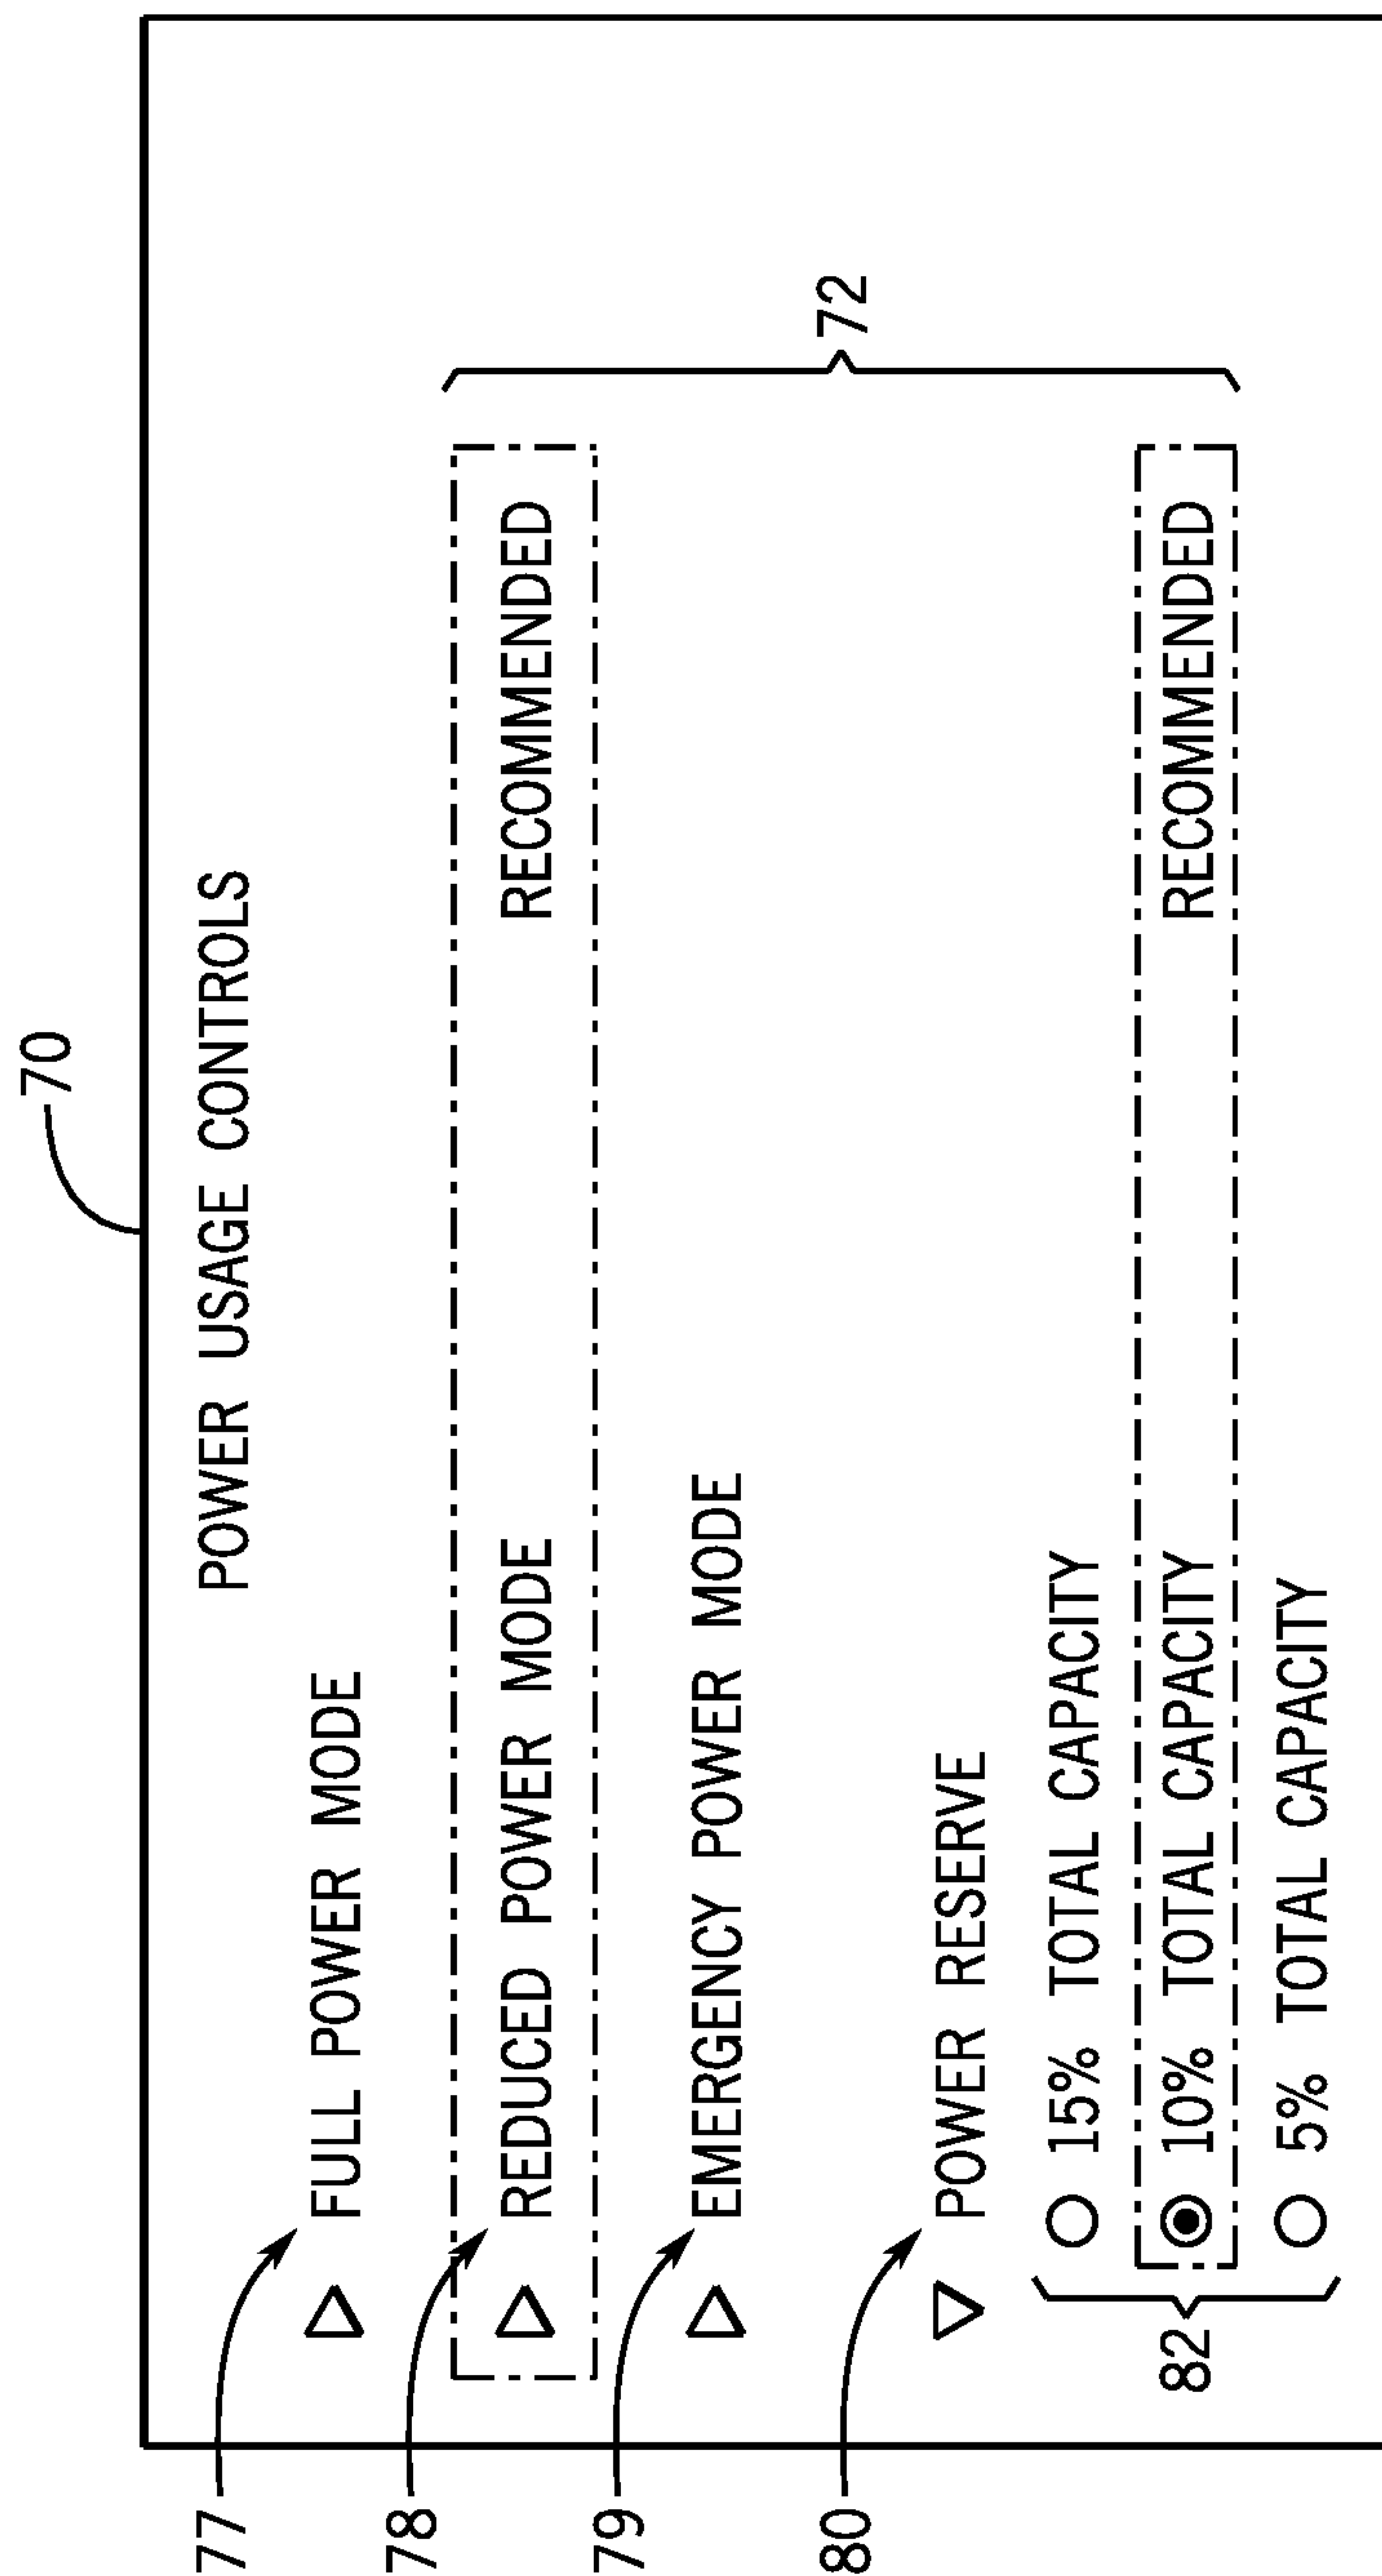 70
POWER USAGE CONTROLS
77
FULL POWER MODE
78
REDUCED POWER MODE RECOMMENDED
79
EMERGENCY POWER MODE
72
80
POWER RESERVE
15% TOTAL CAPACITY
82
10% TOTAL CAPACITY RECOMMENDED
5% TOTAL CAPACITY